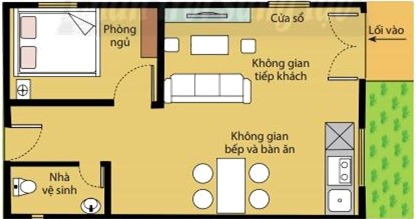 Cửa sổ
Phòng
ngủ
Lối vào
Không gian
tiếp khách
Không gian
bếp và bàn ăn
Nhà
vệ sinh